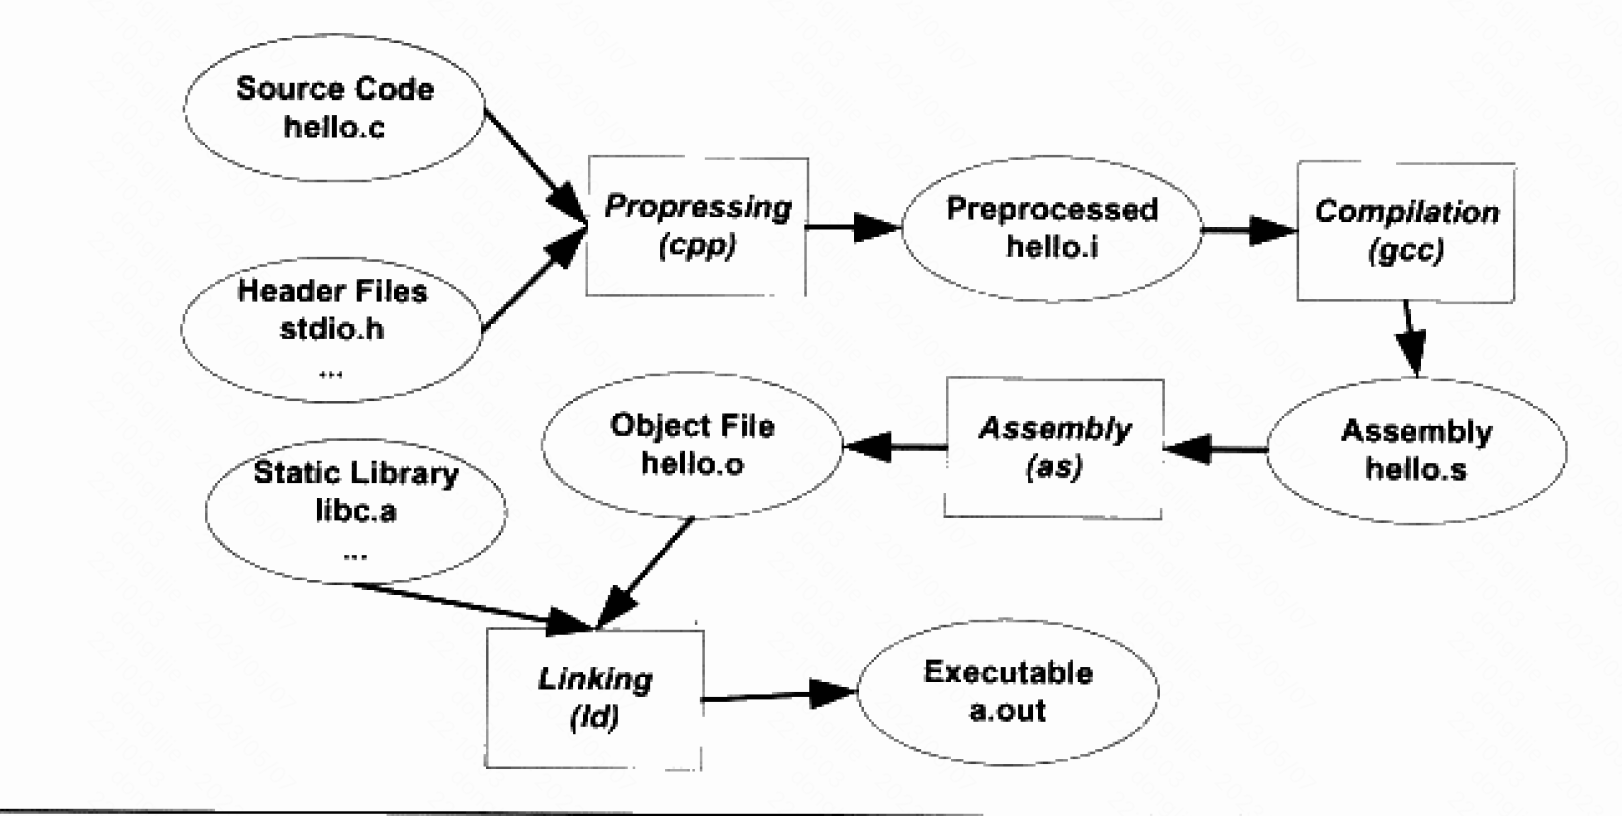 Source Code
hello.c
Propressing
(cpp)
Preprocessed
hello.i
Compilation
(gcc)
Header Files
stdio.h
...
Object File
hello.o
Assembly
(as)
Assembly
hello.s
Static Library
libc.a
...
Linking
(ld)
Executable
a.out